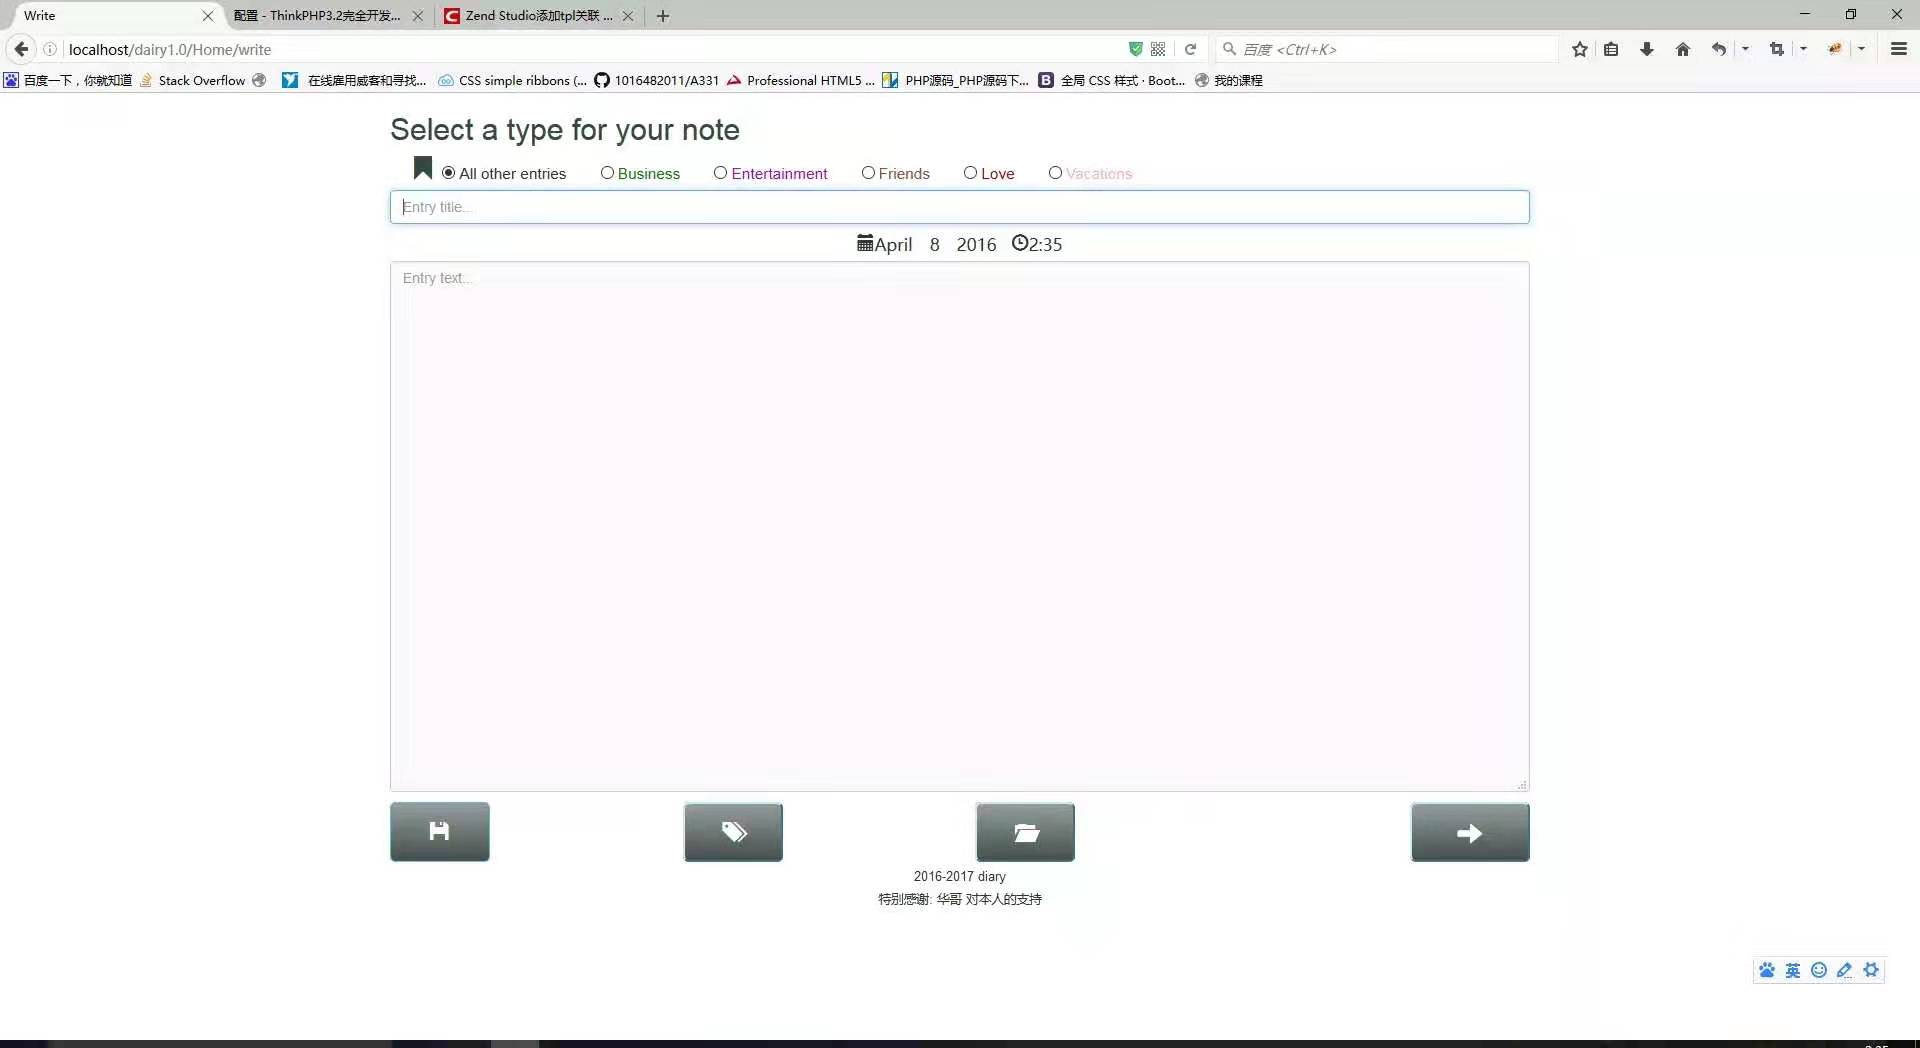 Write
配置 - ThinkPHP3.2完全开发...
Zend Studio添加tpl关联 ...
localhost/dairy1.0/Home/write
百度 <Ctrl+K>
百度一下，你就知道
Stack Overflow
在线雇用威客和寻找...
CSS simple ribbons (...
1016482011/A331
Professional HTML5 ...
PHP源码_PHP源码下...
B
全局 CSS 样式 · Boot...
我的课程
Select a type for your note
All other entries
Business
Entertainment
Friends
Love
Vacations
Entry title...
April 8 2016 2:35
Entry text...
2016-2017 diary
特别感谢: 华哥 对本人的支持
英